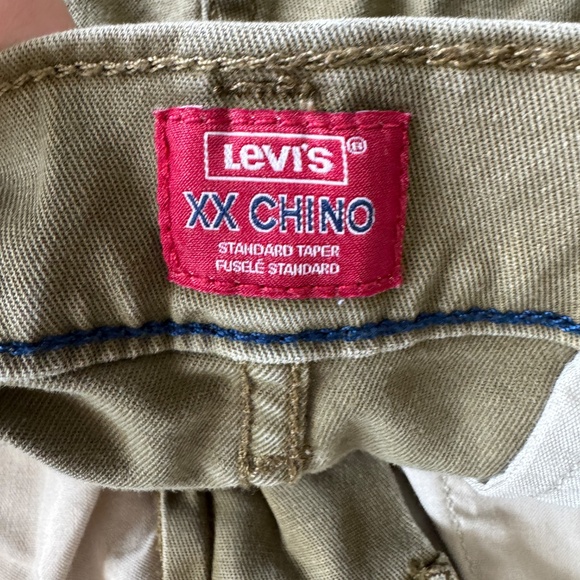 Levi's ®
XX CHINO
STANDARD TAPER
FUSELÉ STANDARD